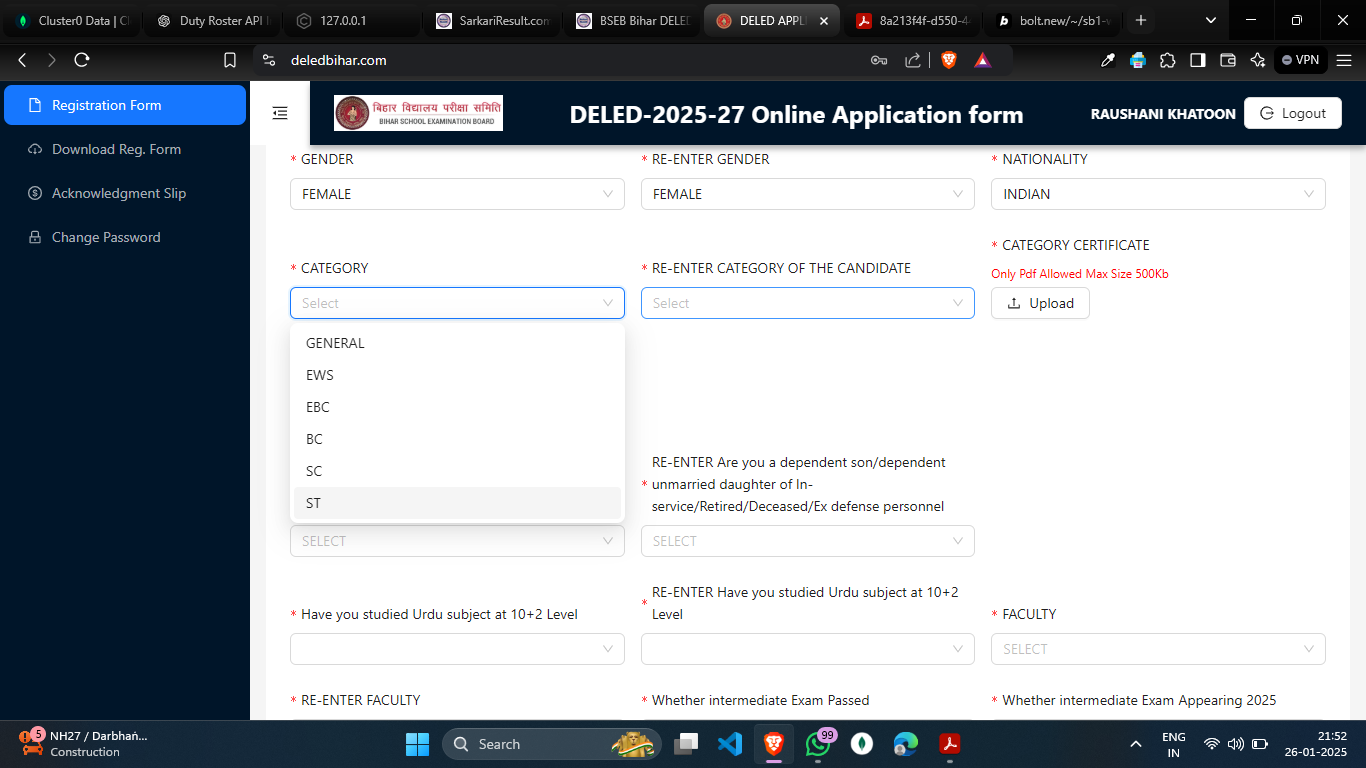 Cluster0 Data | Cl
Duty Roster API I
127.0.0.1
SarkariResult.com
BSEB Bihar DELED
DELED APPLI
8a213f4f-d550-4
bolt.new/~/sb1-
deledbihar.com
VPN
Registration Form
Download Reg. Form
Acknowledgment Slip
Change Password
बिहार विद्यालय परीक्षा समिति
BIHAR SCHOOL EXAMINATION BOARD
DELED-2025-27 Online Application form
RAUSHANI KHATOON
Logout
* GENDER
* RE-ENTER GENDER
* NATIONALITY
FEMALE
FEMALE
INDIAN
* CATEGORY
* RE-ENTER CATEGORY OF THE CANDIDATE
* CATEGORY CERTIFICATE
Only Pdf Allowed Max Size 500Kb
Select
Select
Upload
GENERAL
EWS
EBC
BC
SC
ST
* RE-ENTER Are you a dependent son/dependent
unmarried daughter of In-
service/Retired/Deceased/Ex defense personnel
SELECT
SELECT
* Have you studied Urdu subject at 10+2 Level
* RE-ENTER Have you studied Urdu subject at 10+2
Level
* FACULTY
SELECT
* RE-ENTER FACULTY
* Whether intermediate Exam Passed
* Whether intermediate Exam Appearing 2025
5
NH27 / Darbhan...
Construction
Search
99
ENG
IN
21:52
26-01-2025